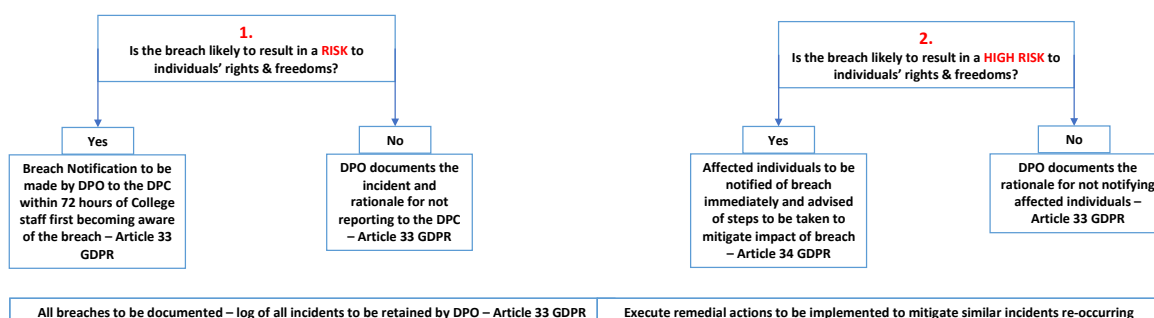 1.
Is the breach likely to result in a RISK to
individuals’ rights & freedoms?
2.
Is the breach likely to result in a HIGH RISK to
individuals’ rights & freedoms?
Yes
Breach Notification to be
made by DPO to the DPC
within 72 hours of College
staff first becoming aware
of the breach – Article 33
GDPR
No
DPO documents the
incident and
rationale for not
reporting to the DPC
– Article 33 GDPR
Yes
Affected individuals to be
notified of breach
immediately and advised
of steps to be taken to
mitigate impact of breach
– Article 34 GDPR
No
DPO documents the
rationale for not notifying
affected individuals –
Article 33 GDPR
All breaches to be documented – log of all incidents to be retained by DPO – Article 33 GDPR
Execute remedial actions to be implemented to mitigate similar incidents re-occurring